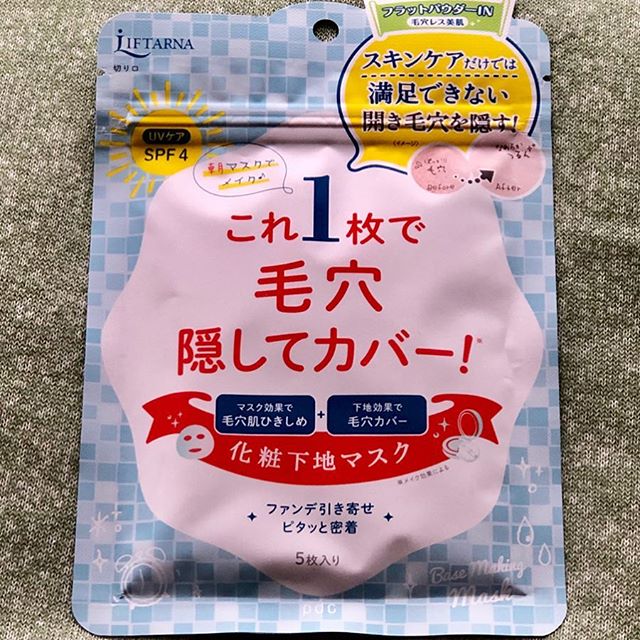 LIFTARNA
切り口
フラットパウダーIN
毛穴レス美肌
スキンケアだけでは
満足できない
開き毛穴を隠す!
(イメージ)
UVケア
SPF 4
朝マスクで
メイク♪
毛穴
Before
After
つるん
これ1枚で
毛穴
隠してカバー!※
マスク効果で
毛穴肌ひきしめ
+
下地効果で
毛穴カバー
化粧下地マスク
※メイク効果による
ファンデ引き寄せ
ピタッと密着
5枚入り
Base Making
Mask
pdc